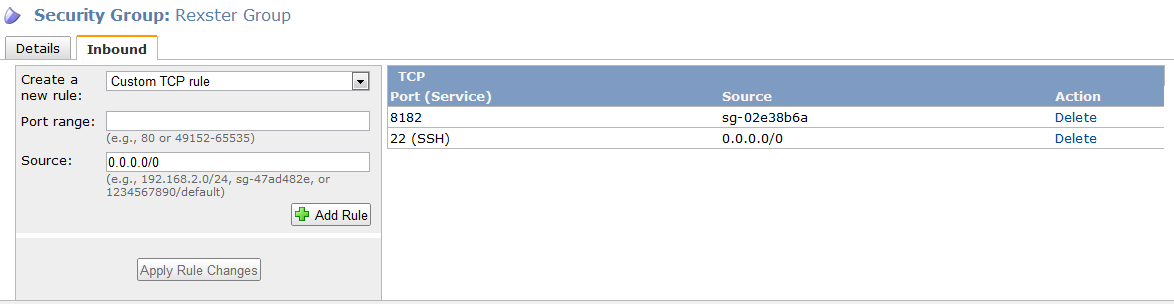 Security Group: Rexster Group
Details
Inbound
Create a new rule:
Custom TCP rule
Port range:
(e.g., 80 or 49152-65535)
Source:
0.0.0.0/0
(e.g., 192.168.2.0/24, sg-47ad482e, or
1234567890/default)
Add Rule
Apply Rule Changes
TCP
Port (Service) Source Action
8182 sg-02e38b6a Delete
22 (SSH) 0.0.0.0/0 Delete